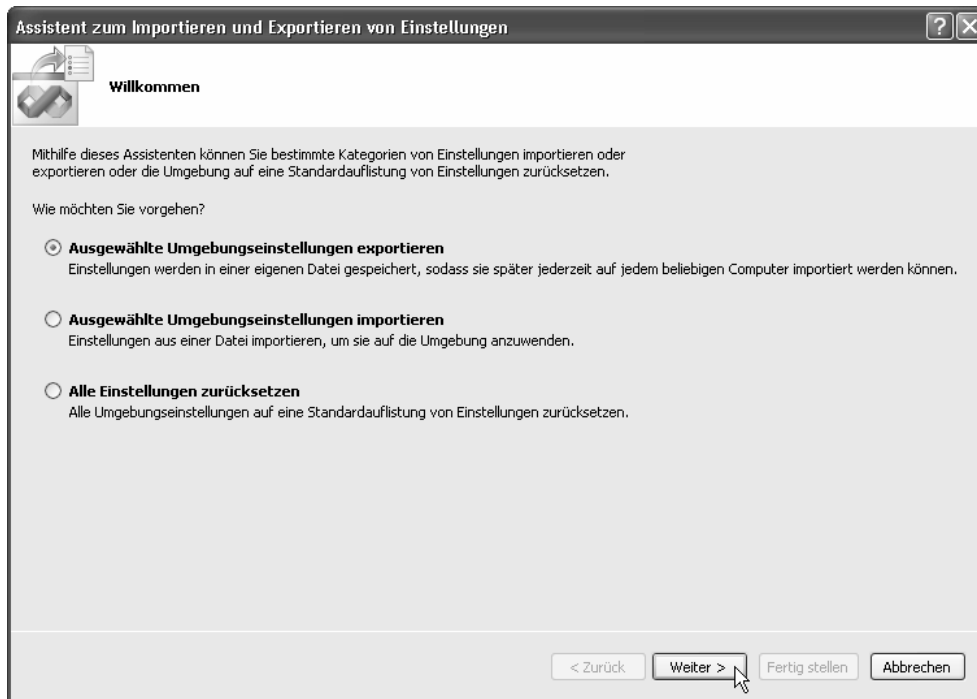 Assistent zum Importieren und Exportieren von Einstellungen
Willkommen
Mithilfe dieses Assistenten können Sie bestimmte Kategorien von Einstellungen importieren oder
exportieren oder die Umgebung auf eine Standardauflistung von Einstellungen zurücksetzen.
Wie möchten Sie vorgehen?
Ausgewählte Umgebungseinstellungen exportieren
Einstellungen werden in einer eigenen Datei gespeichert, sodass sie später jederzeit auf jedem beliebigen Computer importiert werden können.
Ausgewählte Umgebungseinstellungen importieren
Einstellungen aus einer Datei importieren, um sie auf die Umgebung anzuwenden.
Alle Einstellungen zurücksetzen
Alle Umgebungseinstellungen auf eine Standardauflistung von Einstellungen zurücksetzen.
< Zurück Weiter > Fertig stellen Abbrechen